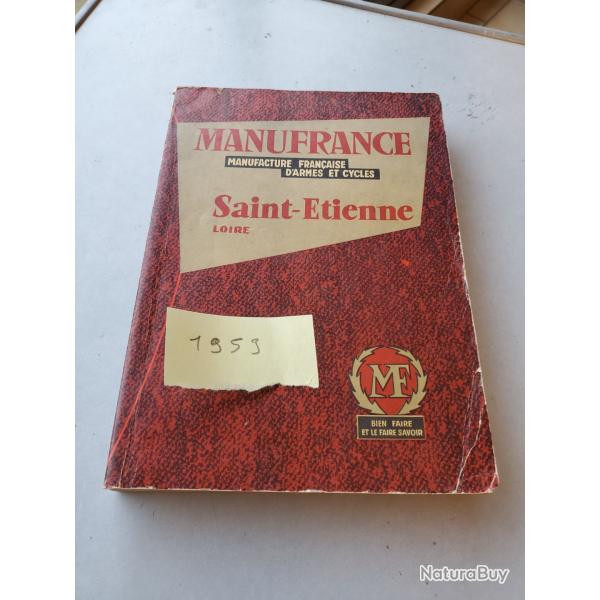 MANUFRANCE
MANUFACTURE FRANÇAISE
D'ARMES ET CYCLES
Saint-Etienne
LOIRE
1959
MF
BIEN FAIRE
ET LE FAIRE SAVOIR
NaturaBuy